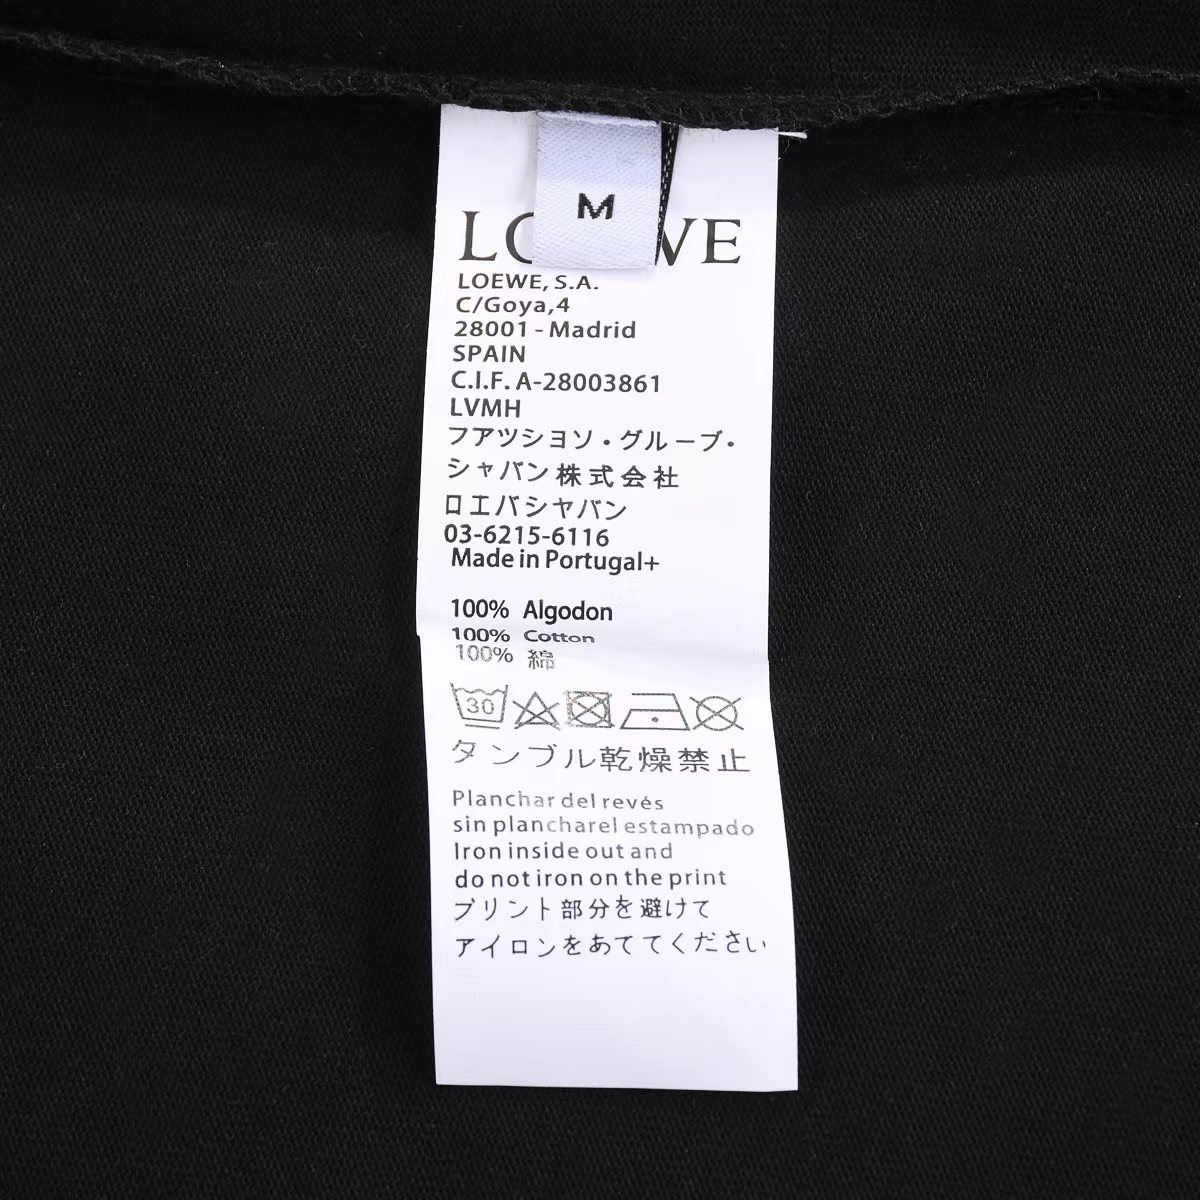 M
LOEWE
LOEWE, S.A.
C/Goya,4
28001 - Madrid
SPAIN
C.I.F. A-28003861
LVMH
フアツシヨソ・グルーブ・
シャバン株式会社
ロエバシヤバン
03-6215-6116
Made in Portugal+
100% Algodon
100% Cotton
100% 綿
30
タンブル乾燥禁止
Planchar del revés
sin plancharel estampado
Iron inside out and
do not iron on the print
プリント部分を避けて
アイロンをあててください